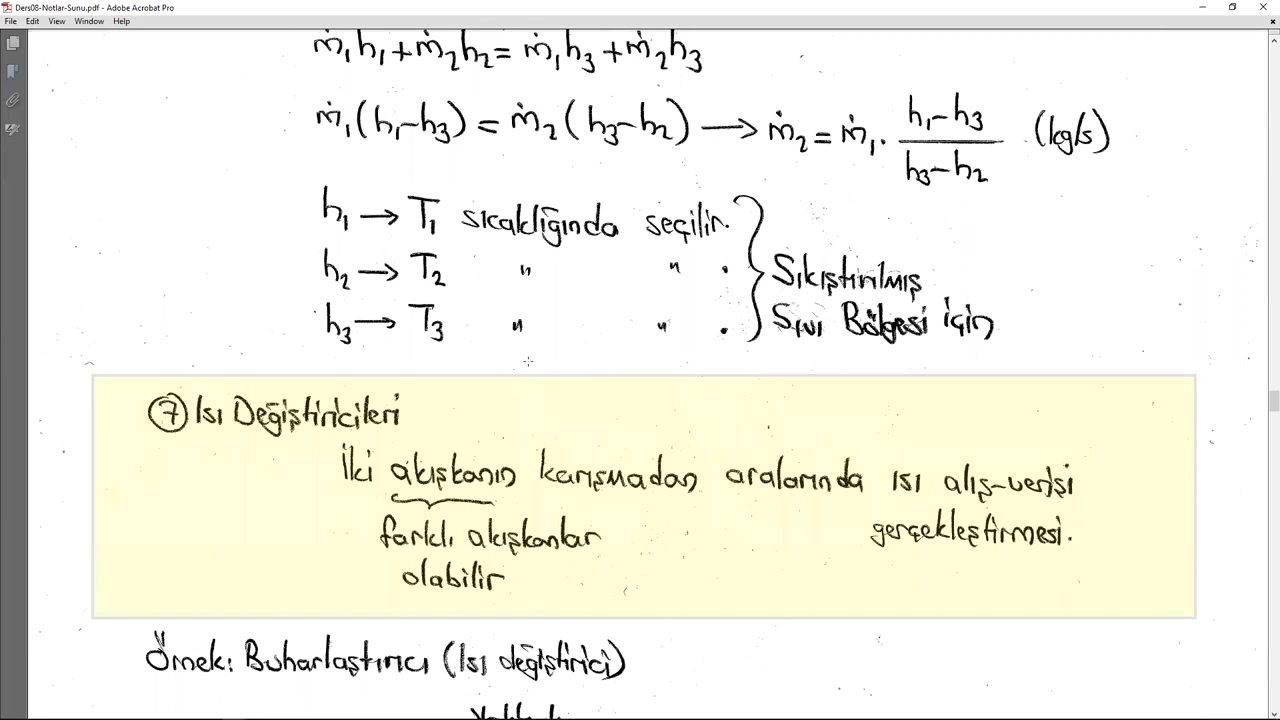 Ders08-Notlar-Sunu.pdf - Adobe Acrobat Pro
File Edit View Window Help
ṁ₁h₁+ṁ₂h₂=ṁ₁h₃+ṁ₂h₃
ṁ₁(h₁-h₃)=ṁ₂(h₃-h₂) → ṁ₂=ṁ₁. (h₁-h₃)/(h₃-h₂) (kg/s)
h₁ → T₁ sıcaklığında seçilir.
h₂ → T₂ " " .
h₃ → T₃ " " .
Sıkıştırılmış
Sıvı Bölgesi için
⑦ Isı Değiştiricileri
İki akışkanın karışmadan aralarında ısı alış-verişi
gerçekleştirmesi.
farklı akışkanlar
olabilir
Örnek: Buharlaştırıcı (Isı değiştirici)